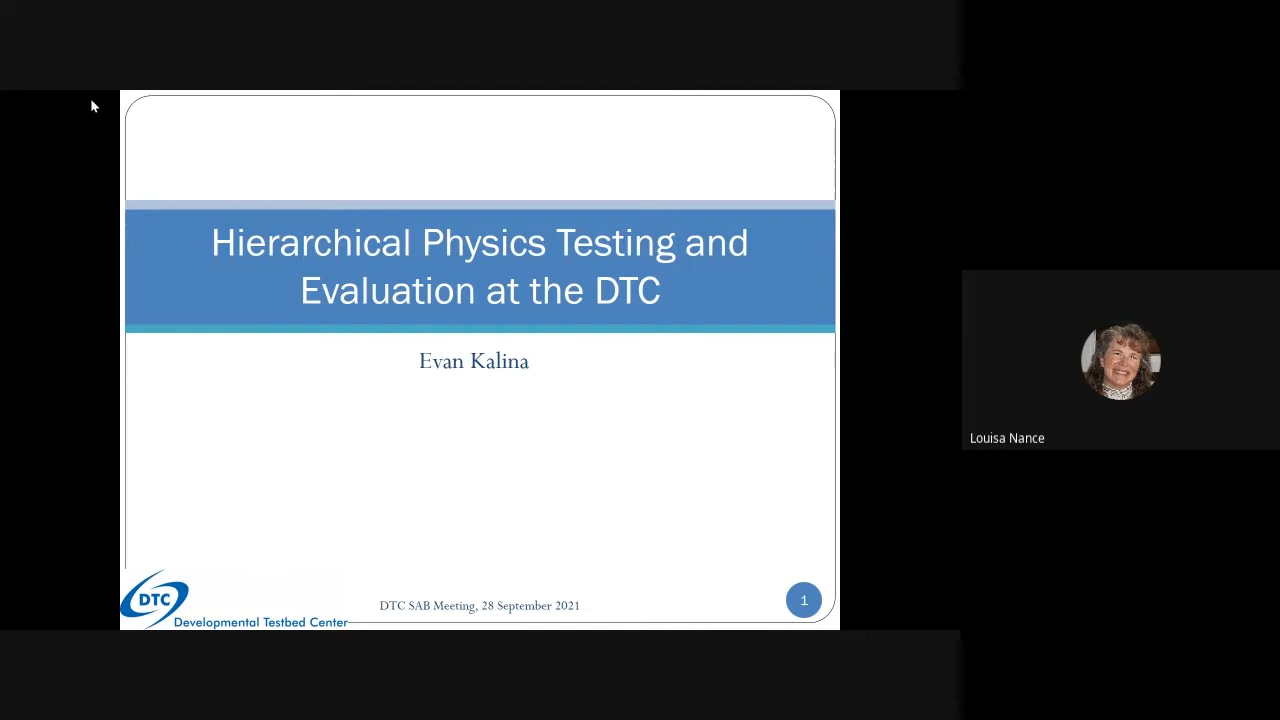 Hierarchical Physics Testing and
Evaluation at the DTC
Evan Kalina
Louisa Nance
DTC
Developmental Testbed Center
DTC SAB Meeting, 28 September 2021
1